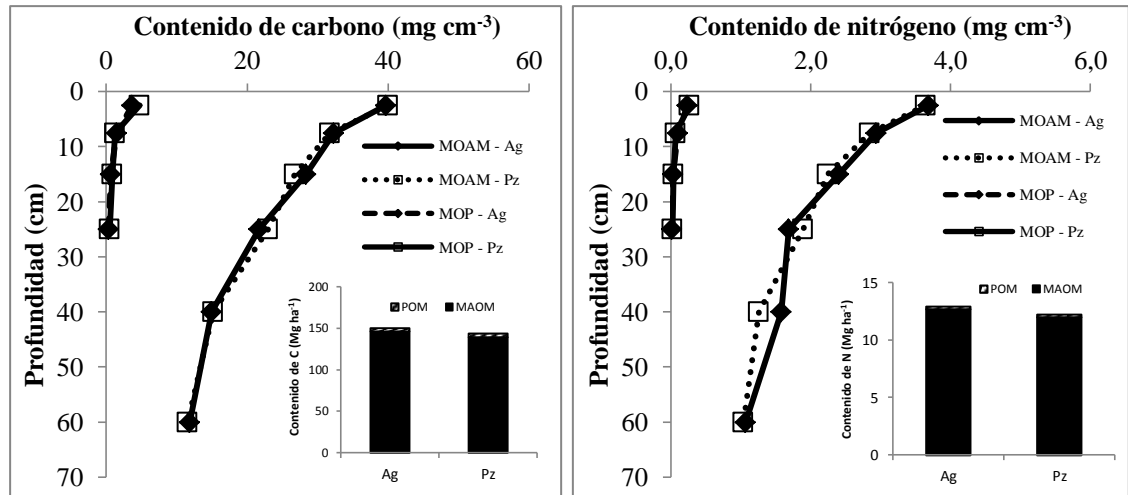 Contenido de carbono (mg cm-3)
0 20 40 60
Profundidad (cm)
0
10
20
30
40
50
60
70
MOAM - Ag
MOAM - Pz
MOP - Ag
MOP - Pz
Contenido de C (Mg ha-1)
200
150
100
50
0
POM MAOM
Ag Pz
Contenido de nitrógeno (mg cm-3)
0,0 2,0 4,0 6,0
Profundidad (cm)
0
10
20
30
40
50
60
70
MOAM - Ag
MOAM - Pz
MOP - Ag
MOP - Pz
Contenido de N (Mg ha-1)
15
10
5
0
POM MAOM
Ag Pz